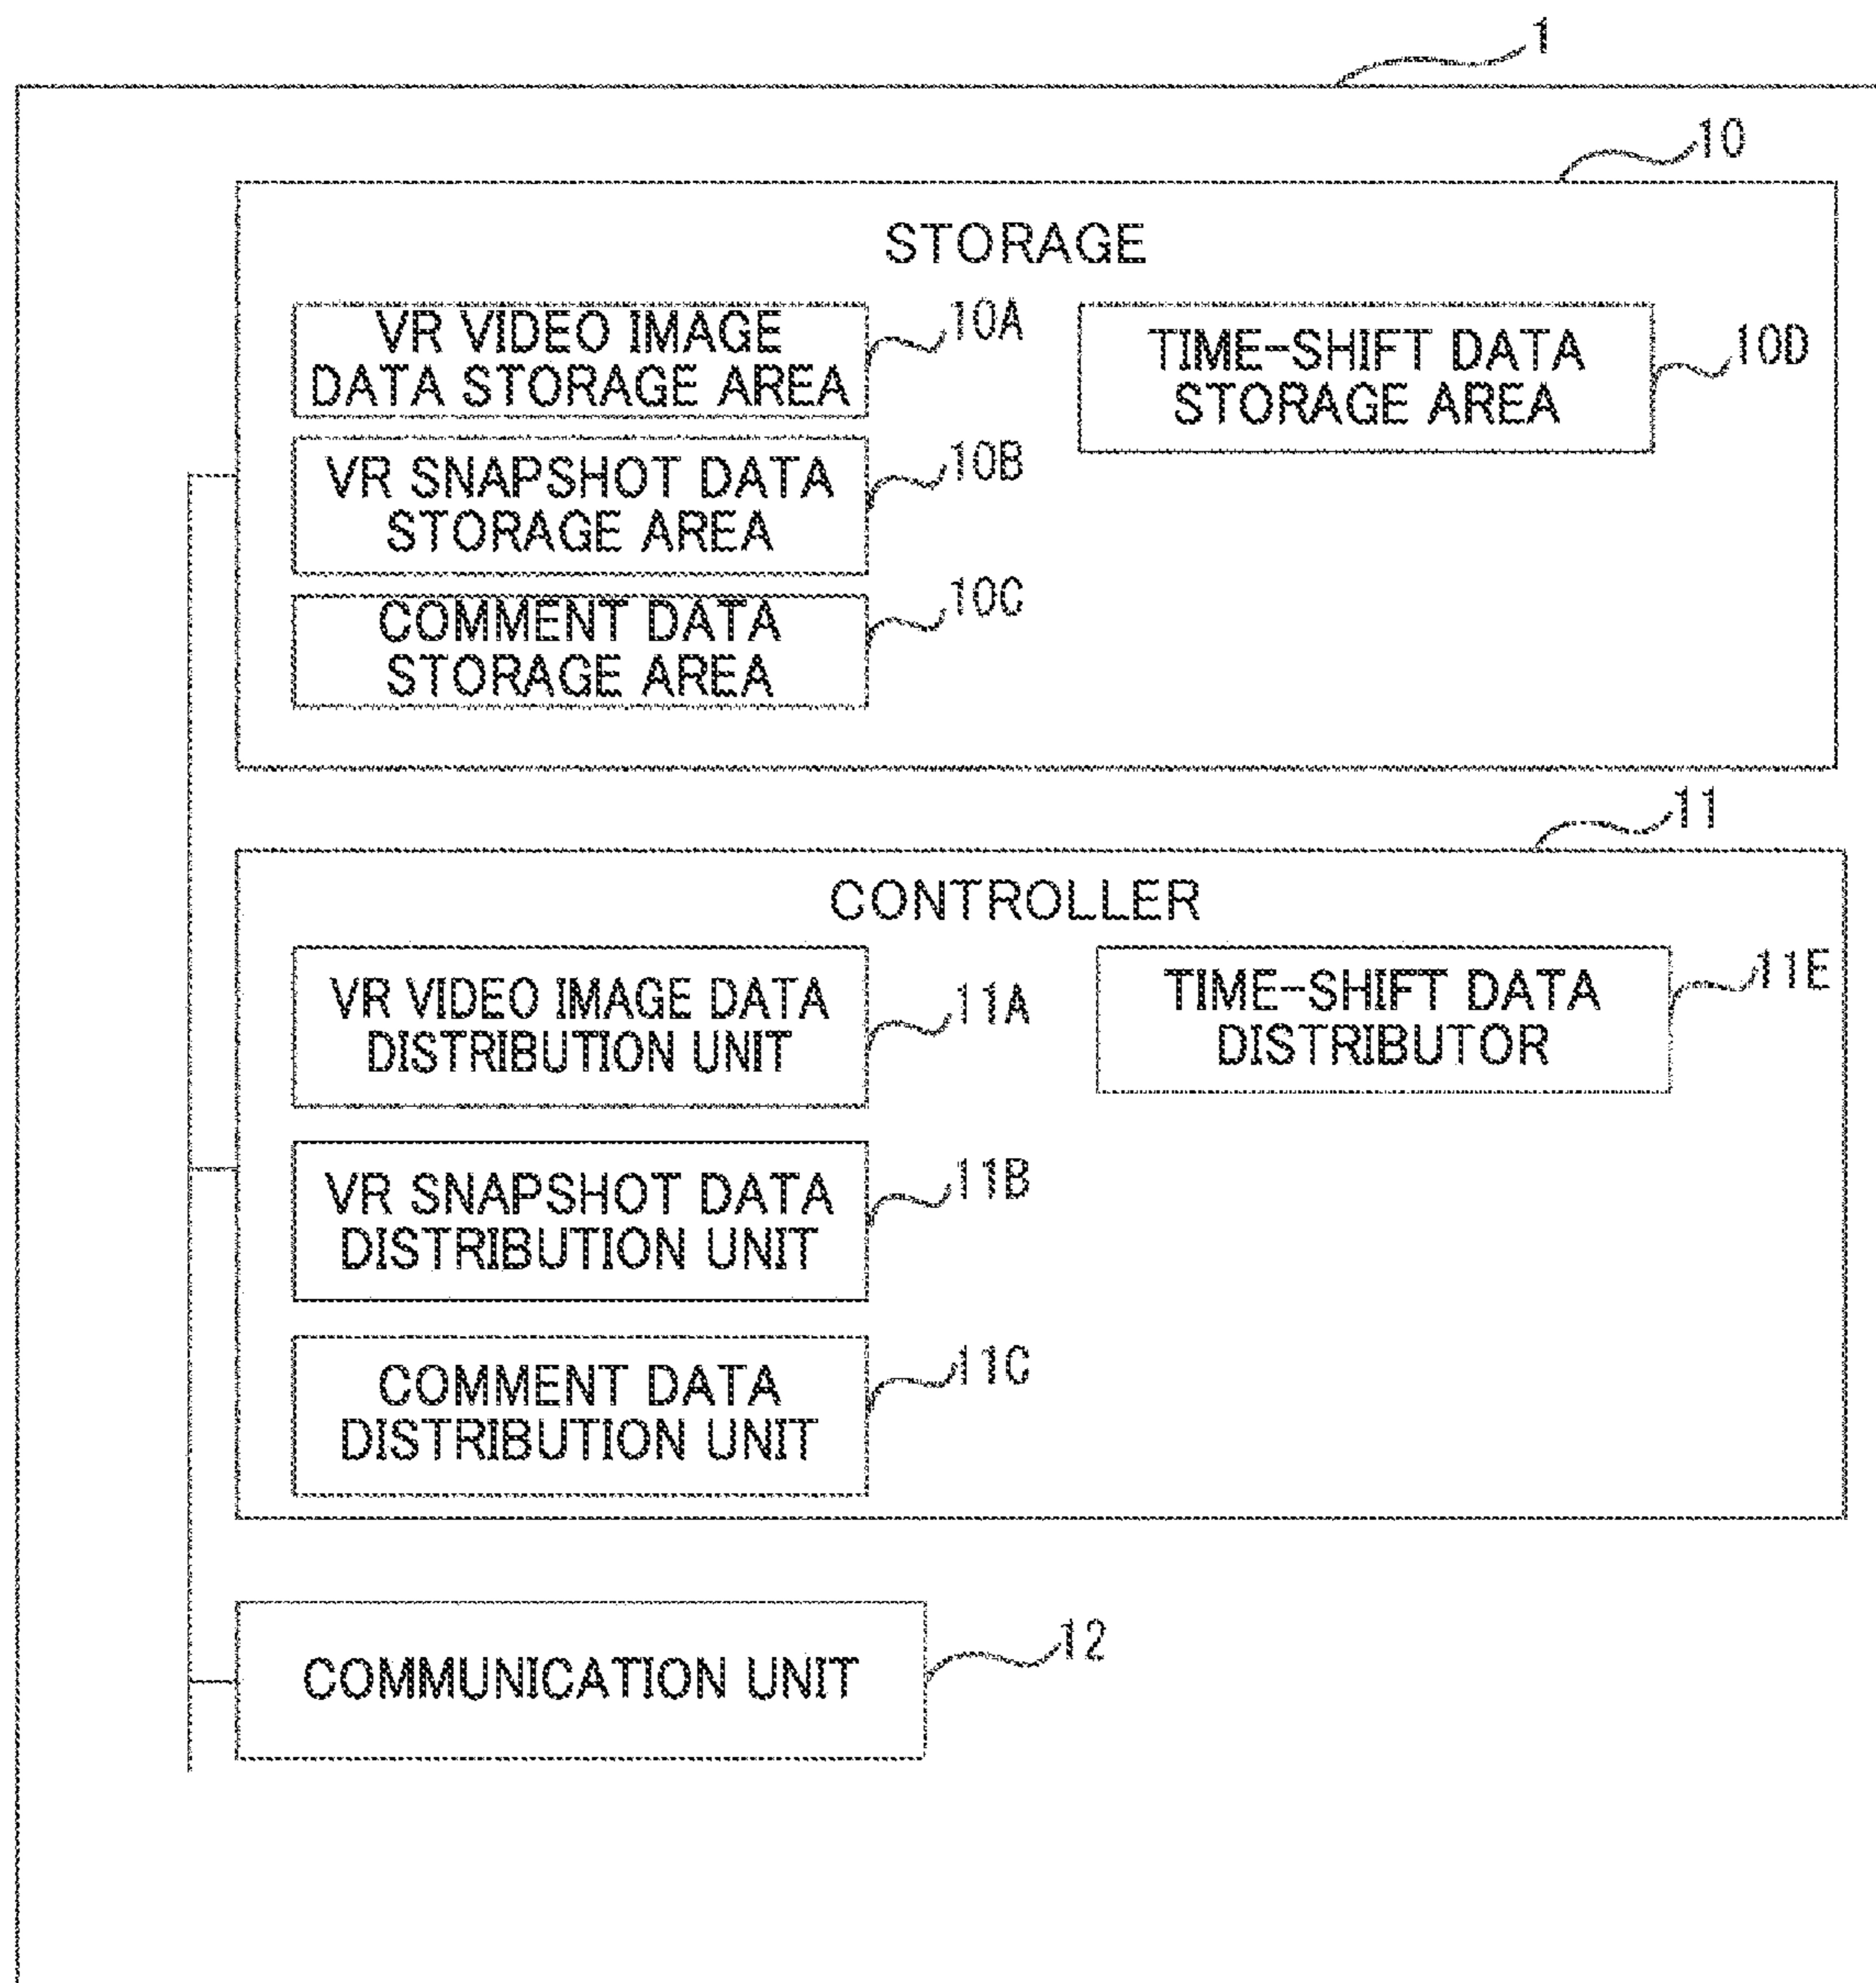 1
10
STORAGE
VR VIDEO IMAGE
DATA STORAGE AREA
10A
VR SNAPSHOT DATA
STORAGE AREA
10B
COMMENT DATA
STORAGE AREA
10C
TIME-SHIFT DATA
STORAGE AREA
10D
11
CONTROLLER
VR VIDEO IMAGE DATA
DISTRIBUTION UNIT
11A
VR SNAPSHOT DATA
DISTRIBUTION UNIT
11B
COMMENT DATA
DISTRIBUTION UNIT
11C
TIME-SHIFT DATA
DISTRIBUTOR
11E
COMMUNICATION UNIT
12